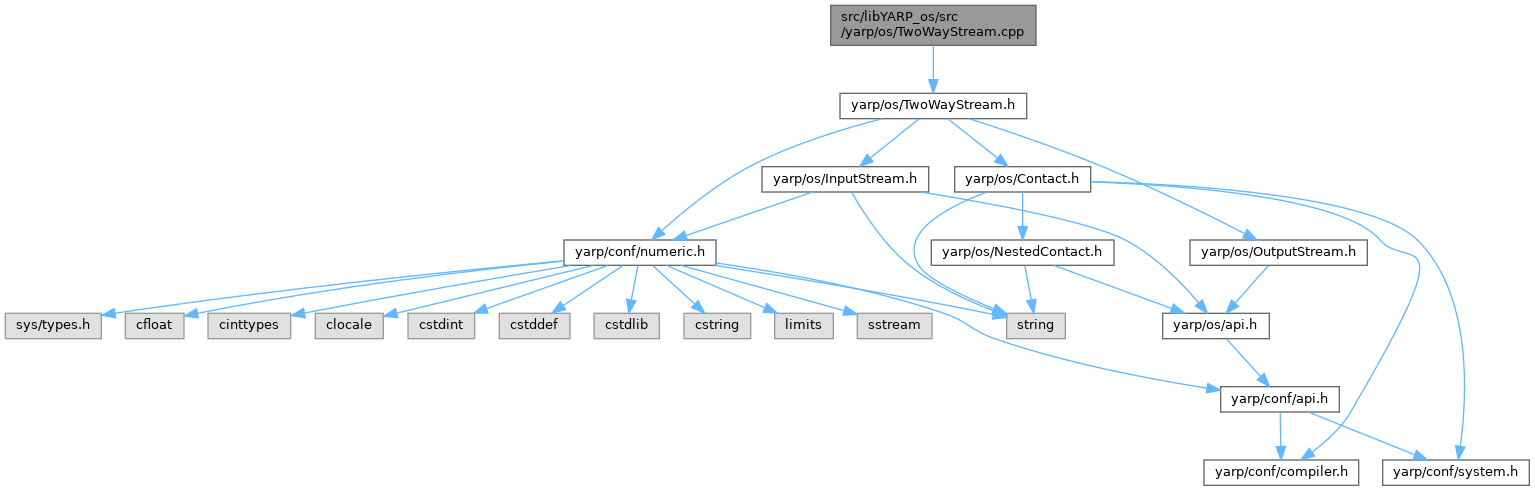 src/libYARP_os/src
/yarp/os/TwoWayStream.cpp
yarp/os/TwoWayStream.h
yarp/os/InputStream.h
yarp/os/Contact.h
yarp/conf/numeric.h
yarp/os/NestedContact.h
yarp/os/OutputStream.h
sys/types.h
cfloat
cinttypes
clocale
cstdint
cstddef
cstdlib
cstring
limits
sstream
string
yarp/os/api.h
yarp/conf/api.h
yarp/conf/compiler.h
yarp/conf/system.h